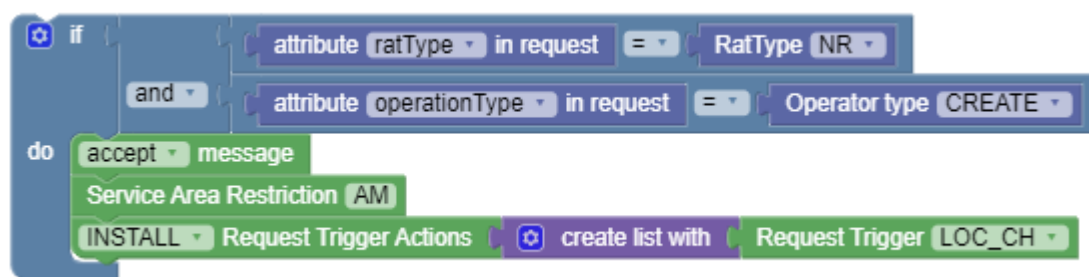 if attribute ratType in request = RatType NR
and attribute operationType in request = Operator type CREATE
do accept message
Service Area Restriction AM
INSTALL Request Trigger Actions create list with Request Trigger LOC_CH